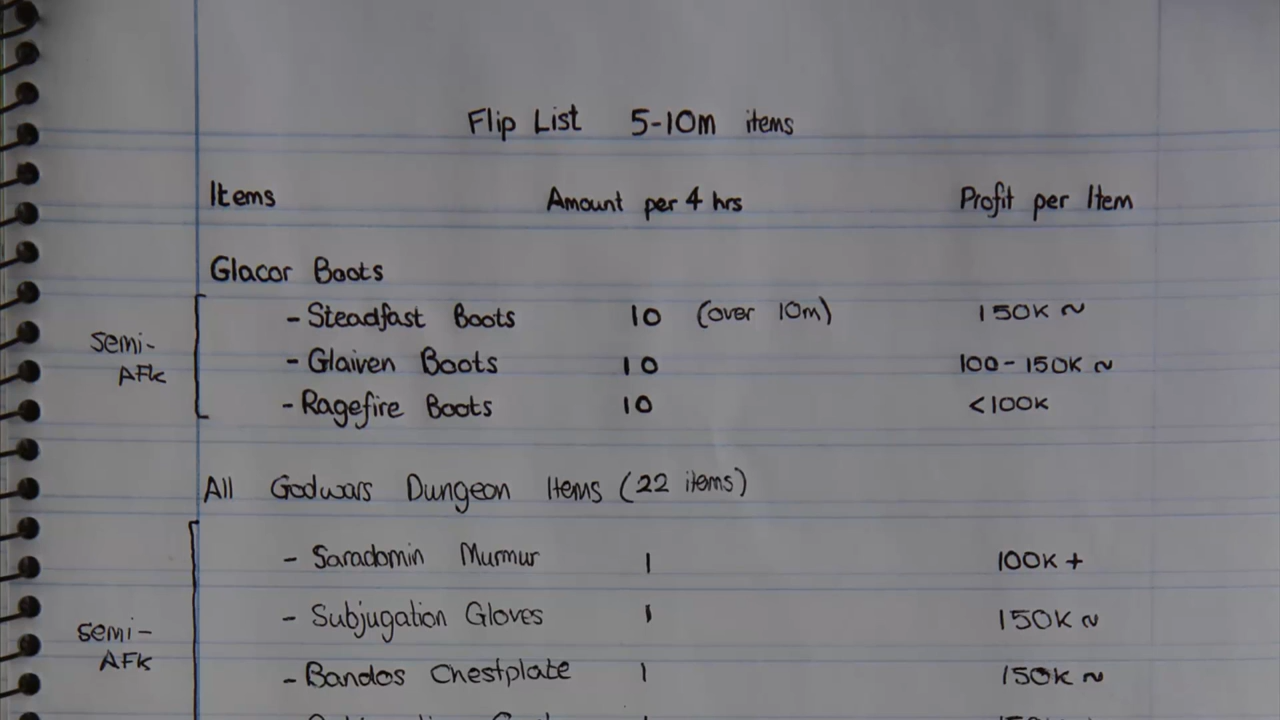 Flip List 5-10m items
Items Amount per 4 hrs Profit per Item
Glacor Boots
- Steadfast Boots 10 (over 10m) 150K ~
semi-
AFK
- Glaiven Boots 10 100-150K ~
- Ragefire Boots 10 <100K
All Godwars Dungeon Items (22 items)
- Saradomin Murmur 1 100K +
- Subjugation Gloves 1 150K ~
semi-
AFK
- Bandos Chestplate 1 150K ~